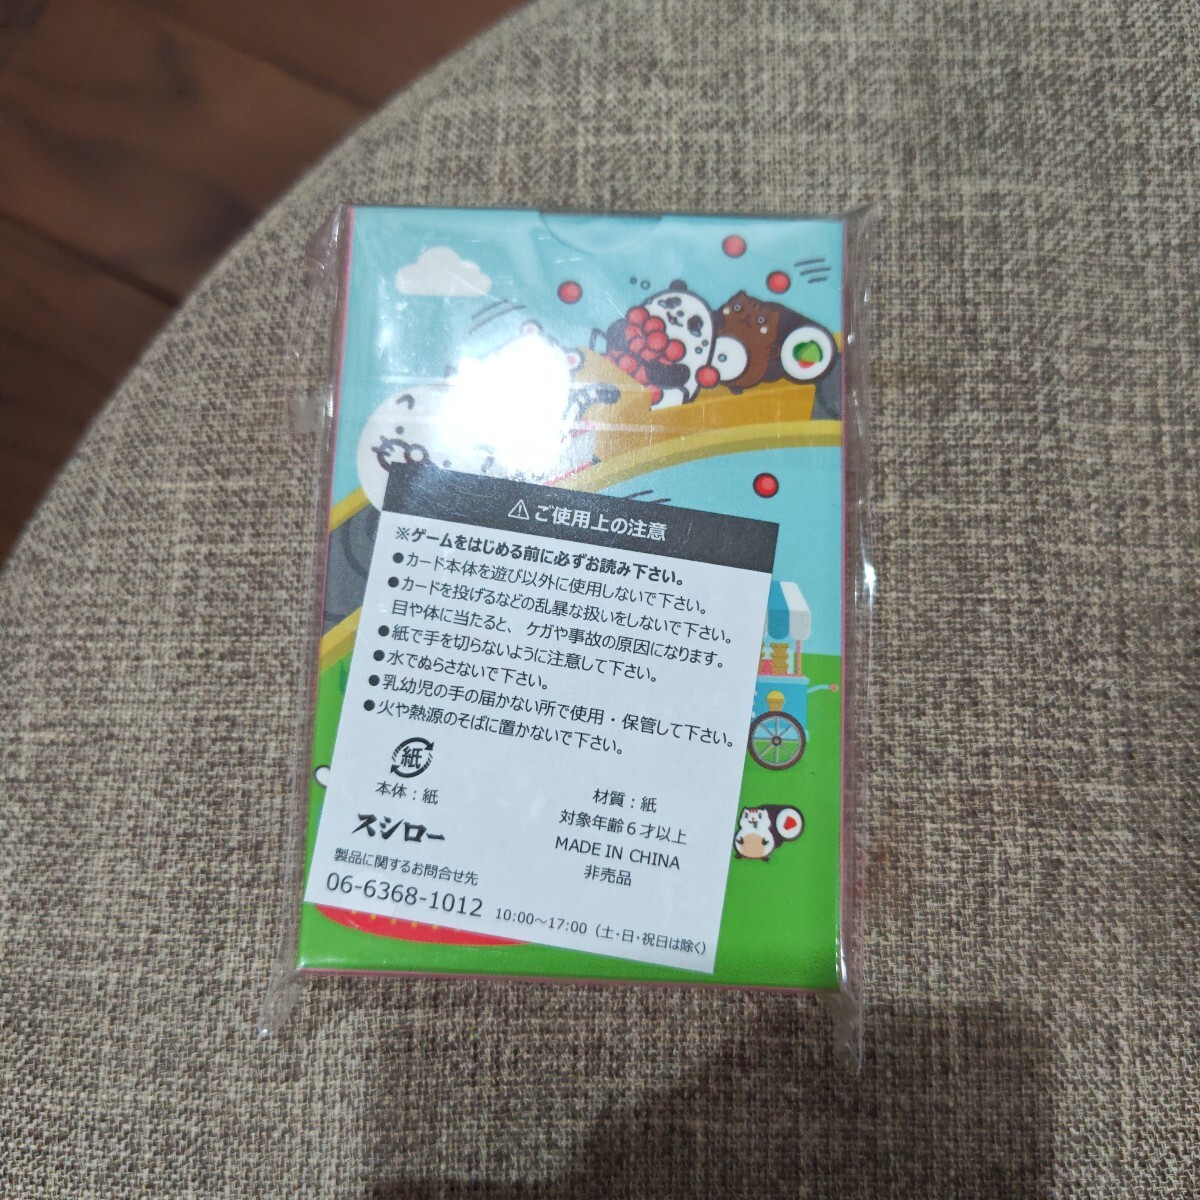 ⚠ ご使用上の注意
※ゲームをはじめる前に必ずお読み下さい。
●カード本体を遊び以外に使用しないで下さい。
●カードを投げるなどの乱暴な扱いをしないで下さい。
目や体に当たると、ケガや事故の原因になります。
●紙で手を切らないように注意して下さい。
●水でぬらさないで下さい。
●乳幼児の手の届かない所で使用・保管して下さい。
●火や熱源のそばに置かないで下さい。
紙
本体：紙
スシロー
材質：紙
対象年齢６才以上
MADE IN CHINA
非売品
製品に関するお問合せ先
06-6368-1012 10:00～17:00（土・日・祝日は除く）